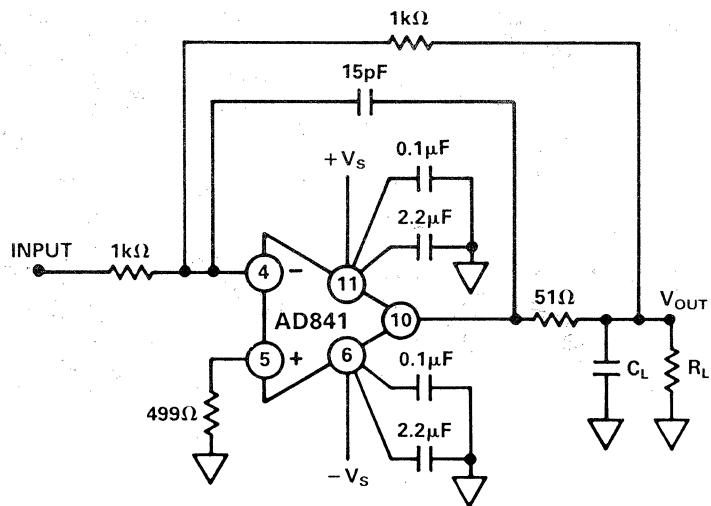 1kΩ
15pF
+VS
0.1μF
2.2μF
INPUT
1kΩ
4
−
11
AD841
10
51Ω
VOUT
5
+
6
0.1μF
CL
RL
499Ω
2.2μF
−VS